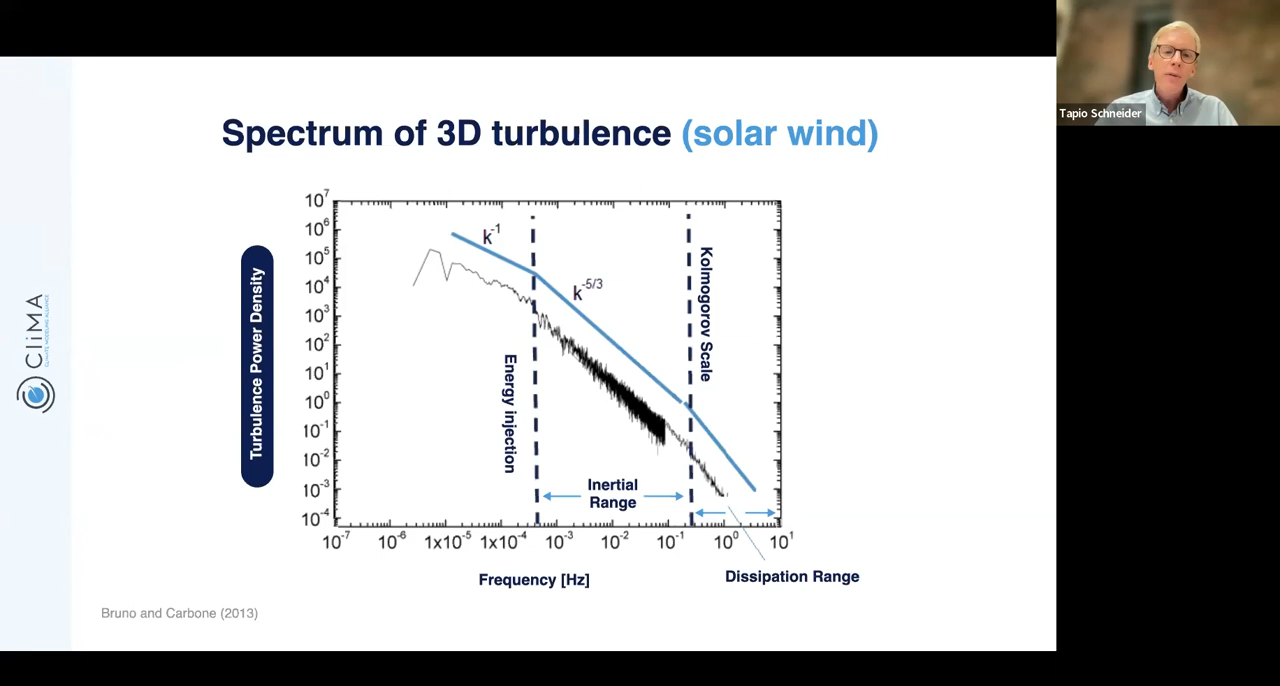 Tapio Schneider
Spectrum of 3D turbulence (solar wind)
10^7
10^6
10^5
10^4
10^3
10^2
10^1
10^0
10^-1
10^-2
10^-3
10^-4
Turbulence Power Density
k^-1
k^-5/3
Energy injection
Kolmogorov Scale
Inertial
Range
10^-7 10^-6 1x10^-5 1x10^-4 10^-3 10^-2 10^-1 10^0 10^1
Frequency [Hz]
Dissipation Range
CliMA
CLIMATE MODELING ALLIANCE
Bruno and Carbone (2013)